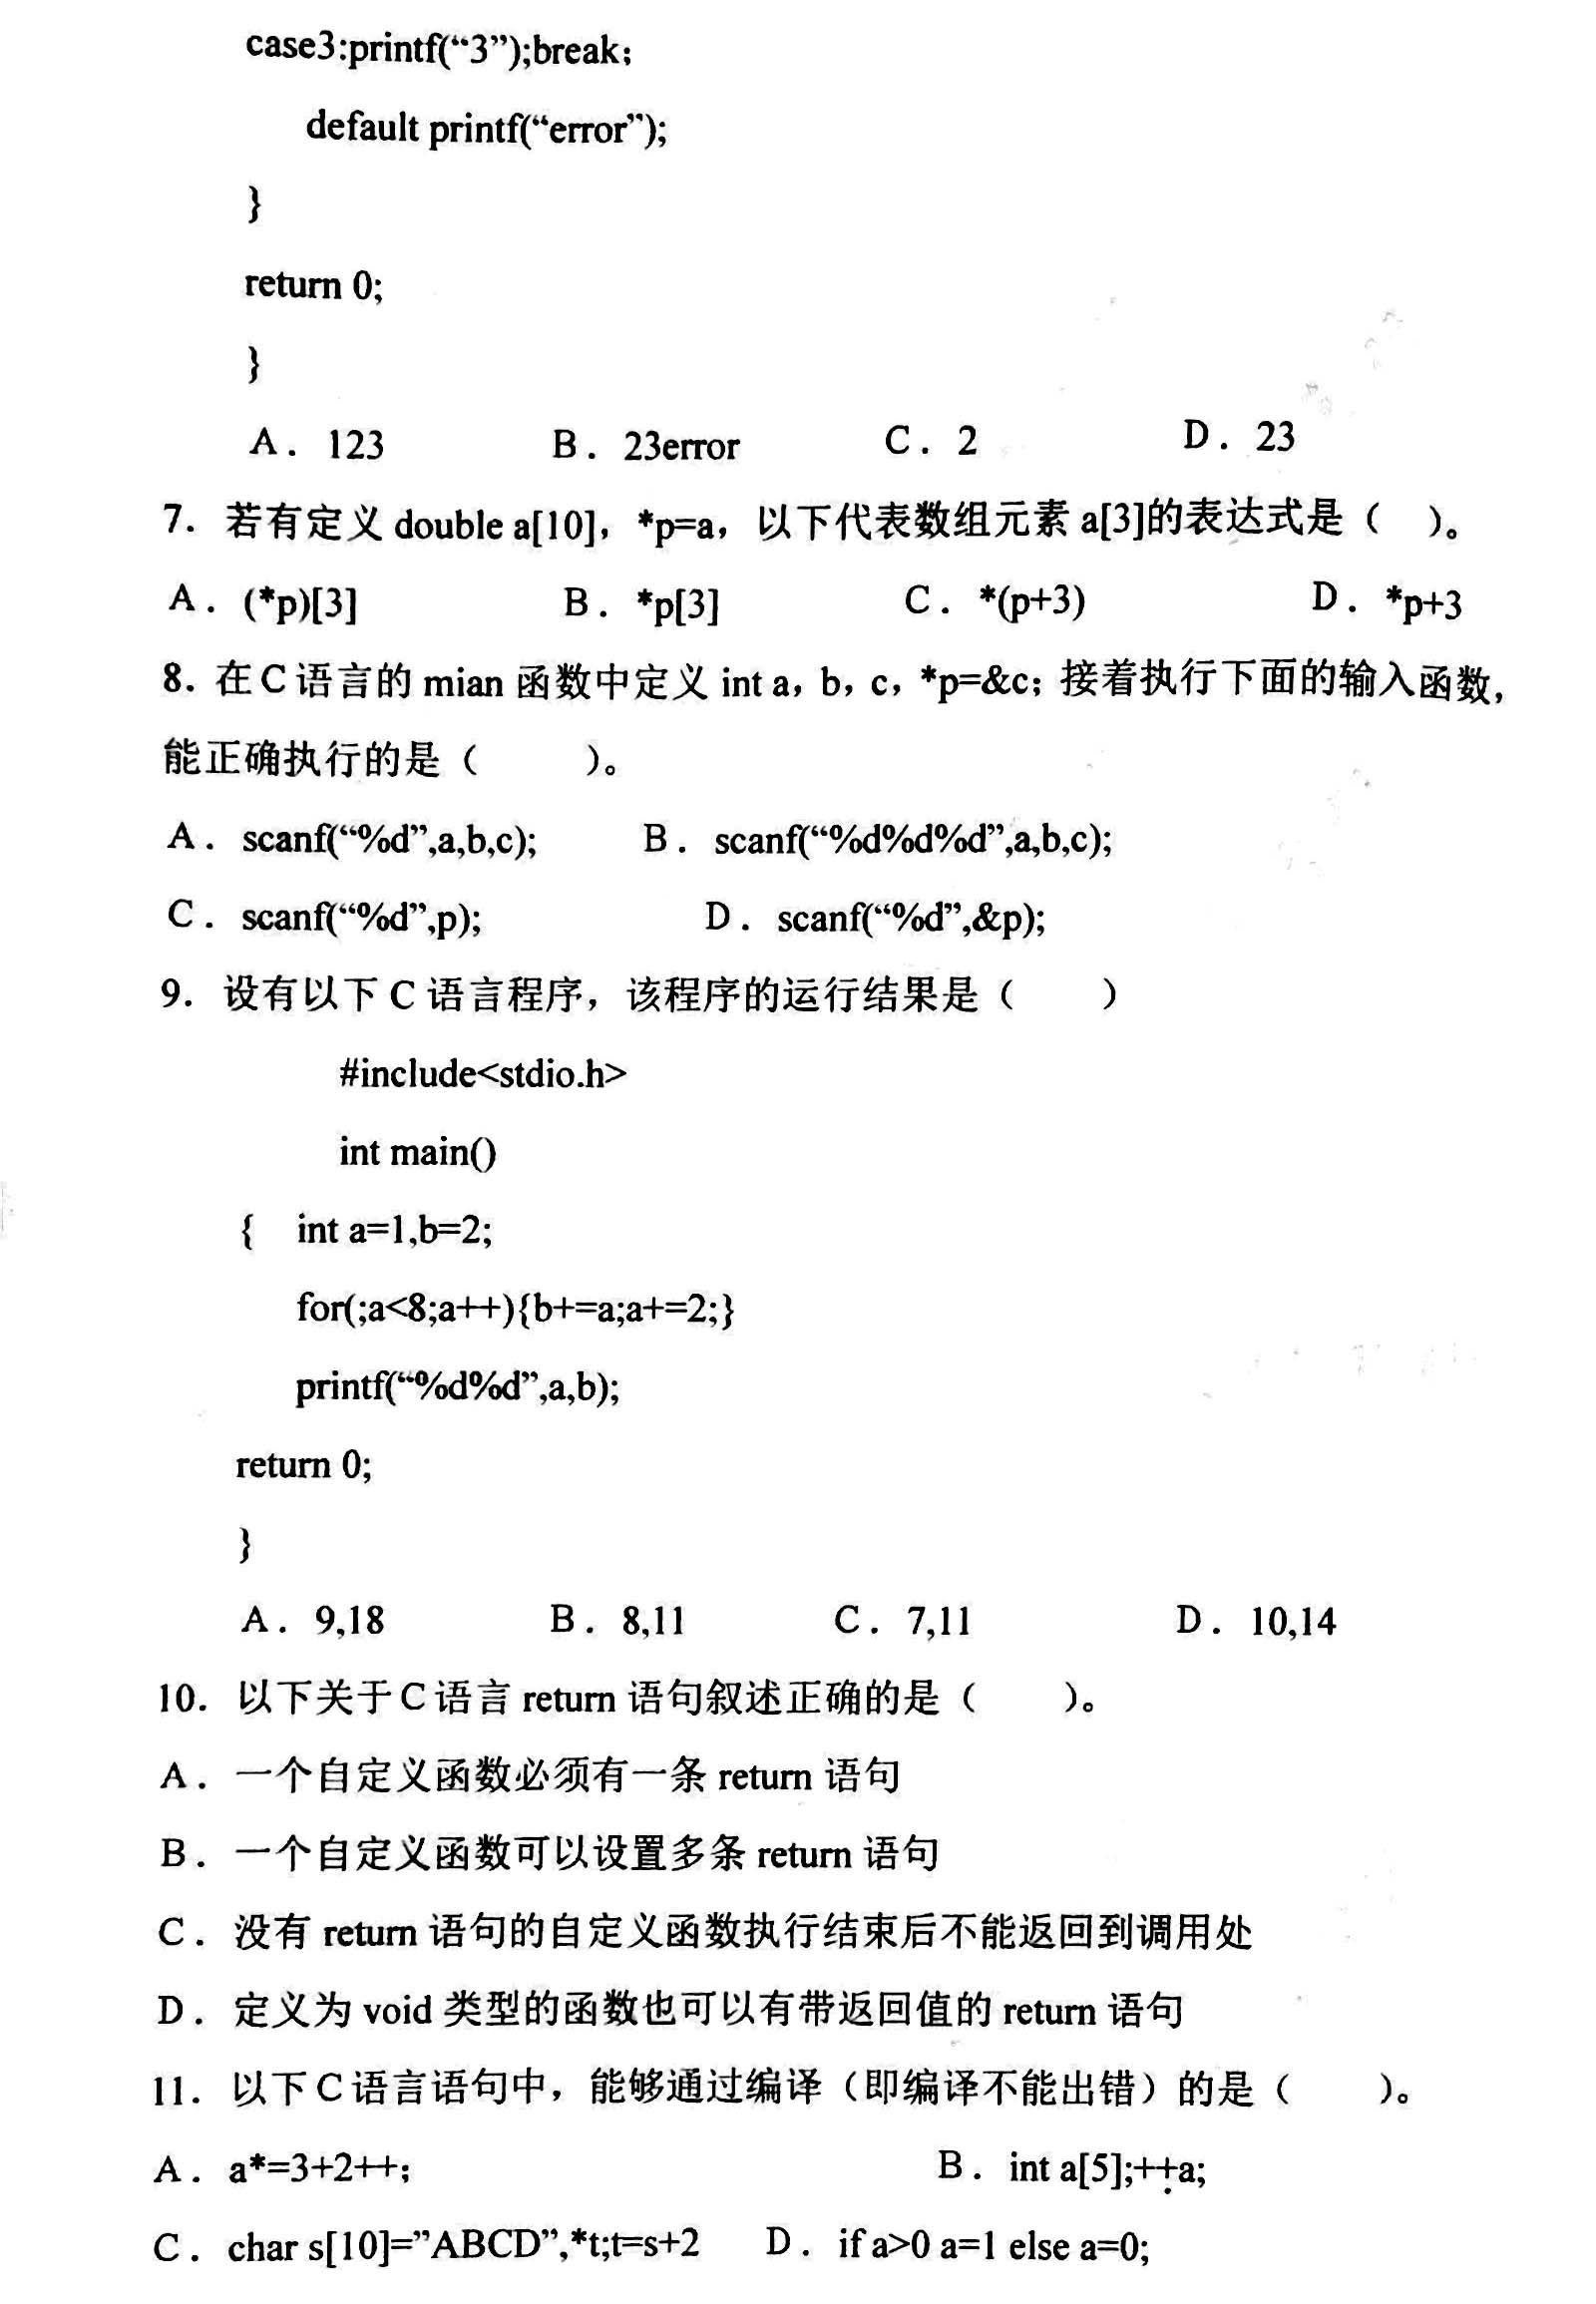 case3:printf(“3”);break;
default printf(“error”);
}
return 0;
}
A．123 B．23error C．2 D．23
7．若有定义 double a[10]，*p=a，以下代表数组元素 a[3]的表达式是（ ）。
A．(*p)[3] B．*p[3] C．*(p+3) D．*p+3
8．在 C 语言的 mian 函数中定义 int a，b，c，*p=&c；接着执行下面的输入函数，
能正确执行的是（ ）。
A．scanf(“%d”,a,b,c); B．scanf(“%d%d%d”,a,b,c);
C．scanf(“%d”,p); D．scanf(“%d”,&p);
9．设有以下 C 语言程序，该程序的运行结果是（ ）
#include<stdio.h>
int main()
{ int a=1,b=2;
for(;a<8;a++){b+=a;a+=2;}
printf(“%d%d”,a,b);
return 0;
}
A．9,18 B．8,11 C．7,11 D．10,14
10．以下关于 C 语言 return 语句叙述正确的是（ ）。
A．一个自定义函数必须有一条 return 语句
B．一个自定义函数可以设置多条 return 语句
C．没有 return 语句的自定义函数执行结束后不能返回到调用处
D．定义为 void 类型的函数也可以有带返回值的 return 语句
11．以下 C 语言语句中，能够通过编译（即编译不能出错）的是（ ）。
A．a*=3+2++; B．int a[5];++a;
C．char s[10]=”ABCD”,*t;t=s+2 D．if a>0 a=1 else a=0;